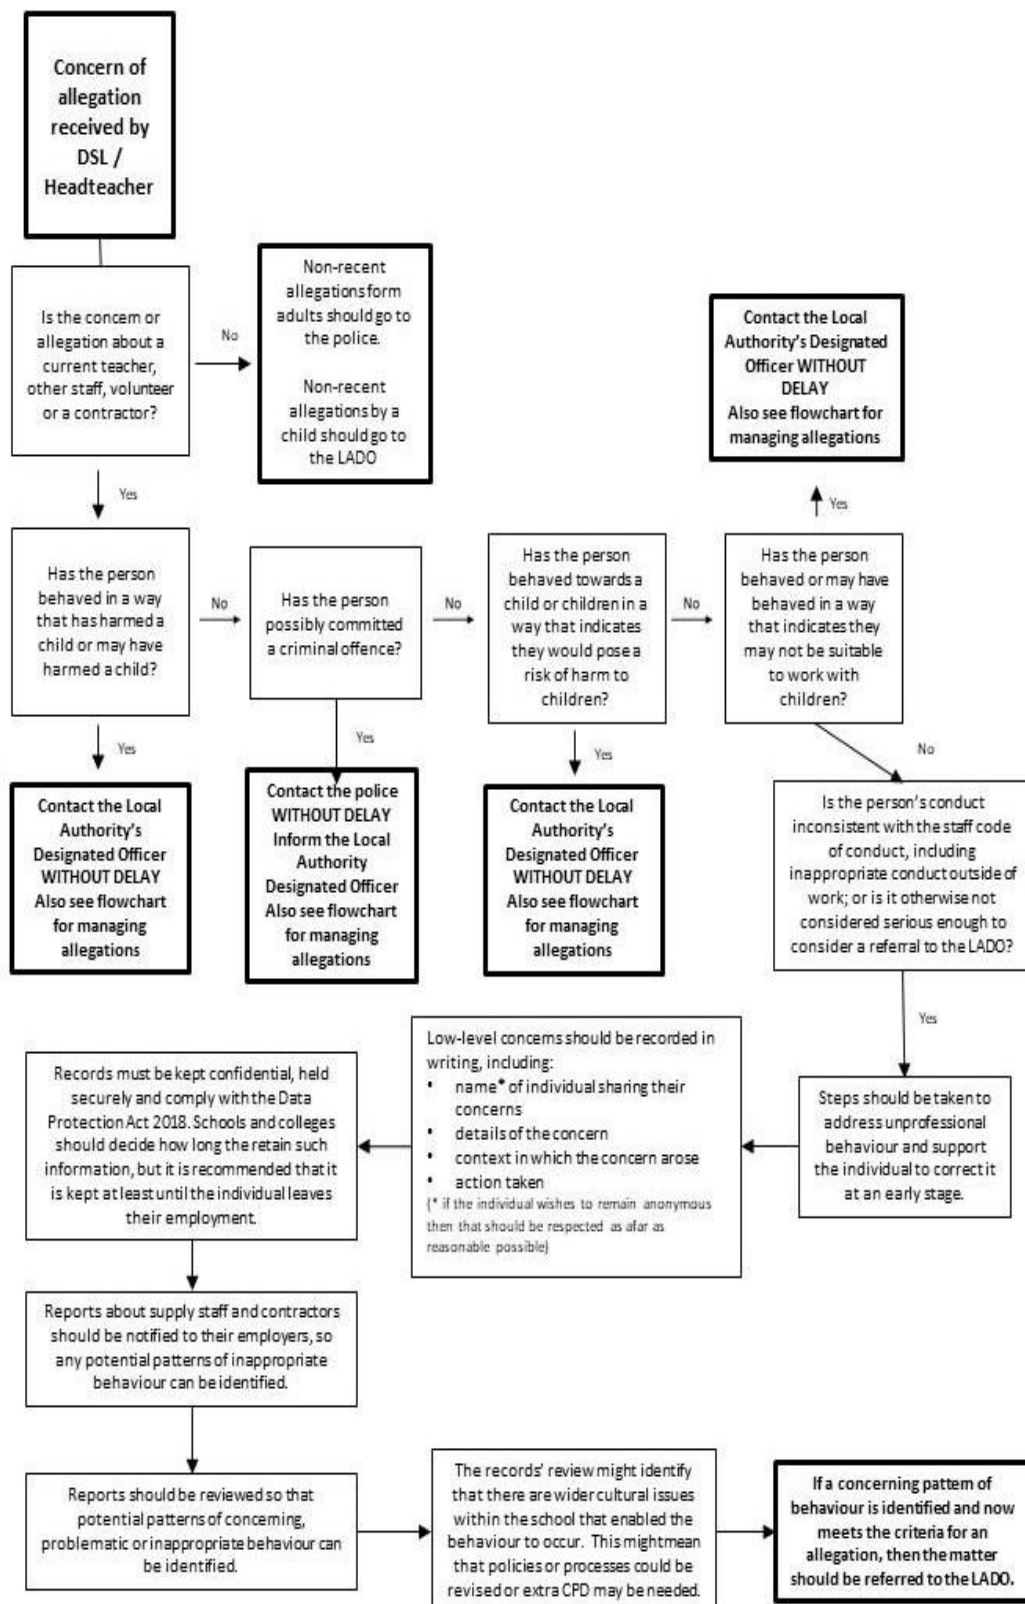 Concern of
allegation
received by
DSL /
Headteacher
Is the concern or
allegation about a
current teacher,
other staff, volunteer
or a contractor?
No
Non-recent
allegations form
adults should go to
the police.
Non-recent
allegations by a
child should go to
the LADO
Contact the Local
Authority's Designated
Officer WITHOUT
DELAY
Also see flowchart for
managing allegations
Yes
Yes
Has the person
behaved in a way
that has harmed a
child or may have
harmed a child?
No
Has the person
possibly committed
a criminal offence?
No
Has the person
behaved towards a
child or children in a
way that indicates
they would pose a
risk of harm to
children?
No
Has the person
behaved or may have
behaved in a way
that indicates they
may not be suitable
to work with
children?
Yes
Yes
Yes
No
Contact the Local
Authority's
Designated Officer
WITHOUT DELAY
Also see flowchart
for managing
allegations
Contact the police
WITHOUT DELAY
Inform the Local
Authority
Designated Officer
Also see flowchart
for managing
allegations
Contact the Local
Authority's
Designated Officer
WITHOUT DELAY
Also see flowchart
for managing
allegations
Is the person's conduct
inconsistent with the staff code
of conduct, including
inappropriate conduct outside of
work; or is it otherwise not
considered serious enough to
consider a referral to the LADO?
Yes
Steps should be taken to
address unprofessional
behaviour and support
the individual to correct it
at an early stage.
Low-level concerns should be recorded in
writing, including:
• name* of individual sharing their
concerns
• details of the concern
• context in which the concern arose
• action taken
(* if the individual wishes to remain anonymous
then that should be respected as afar as
reasonable possible)
Records must be kept confidential, held
securely and comply with the Data
Protection Act 2018. Schools and colleges
should decide how long the retain such
information, but it is recommended that it
is kept at least until the individual leaves
their employment.
Reports about supply staff and contractors
should be notified to their employers, so
any potential patterns of inappropriate
behaviour can be identified.
Reports should be reviewed so that
potential patterns of concerning,
problematic or inappropriate behaviour can
be identified.
The records' review might identify
that there are wider cultural issues
within the school that enabled the
behaviour to occur. This mightmean
that policies or processes could be
revised or extra CPD may be needed.
If a concerning pattern of
behaviour is identified and now
meets the criteria for an
allegation, then the matter
should be referred to the LADO.